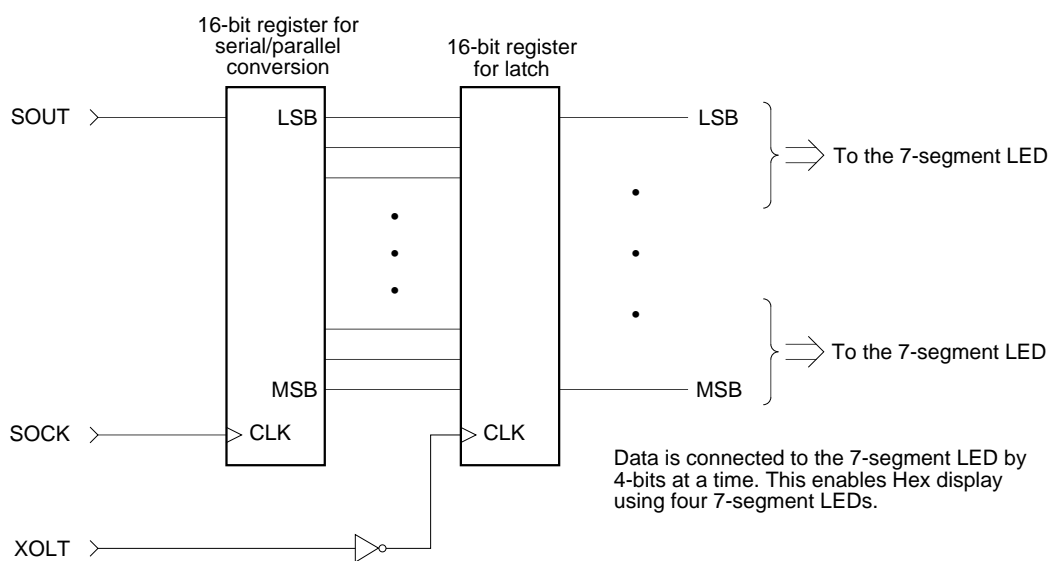 16-bit register for
serial/parallel
conversion
16-bit register
for latch
SOUT
LSB
LSB
To the 7-segment LED
To the 7-segment LED
MSB
MSB
SOCK
CLK
CLK
Data is connected to the 7-segment LED by
4-bits at a time. This enables Hex display
using four 7-segment LEDs.
XOLT